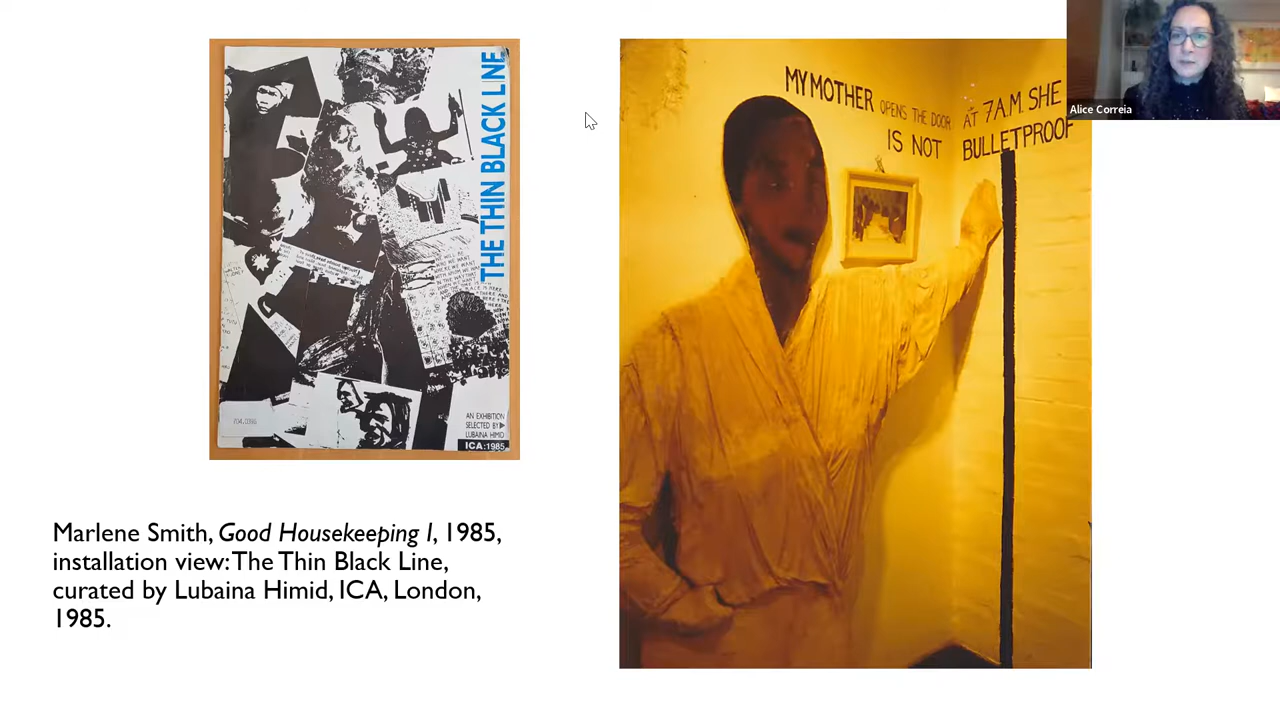 THE THIN BLACK LINE
AN EXHIBITION
SELECTED BY
LUBAINA HIMID
ICA:1985
MY MOTHER OPENS THE DOOR AT 7A.M. SHE
IS NOT BULLETPROOF
Alice Correia
Marlene Smith, Good Housekeeping I, 1985,
installation view: The Thin Black Line,
curated by Lubaina Himid, ICA, London,
1985.